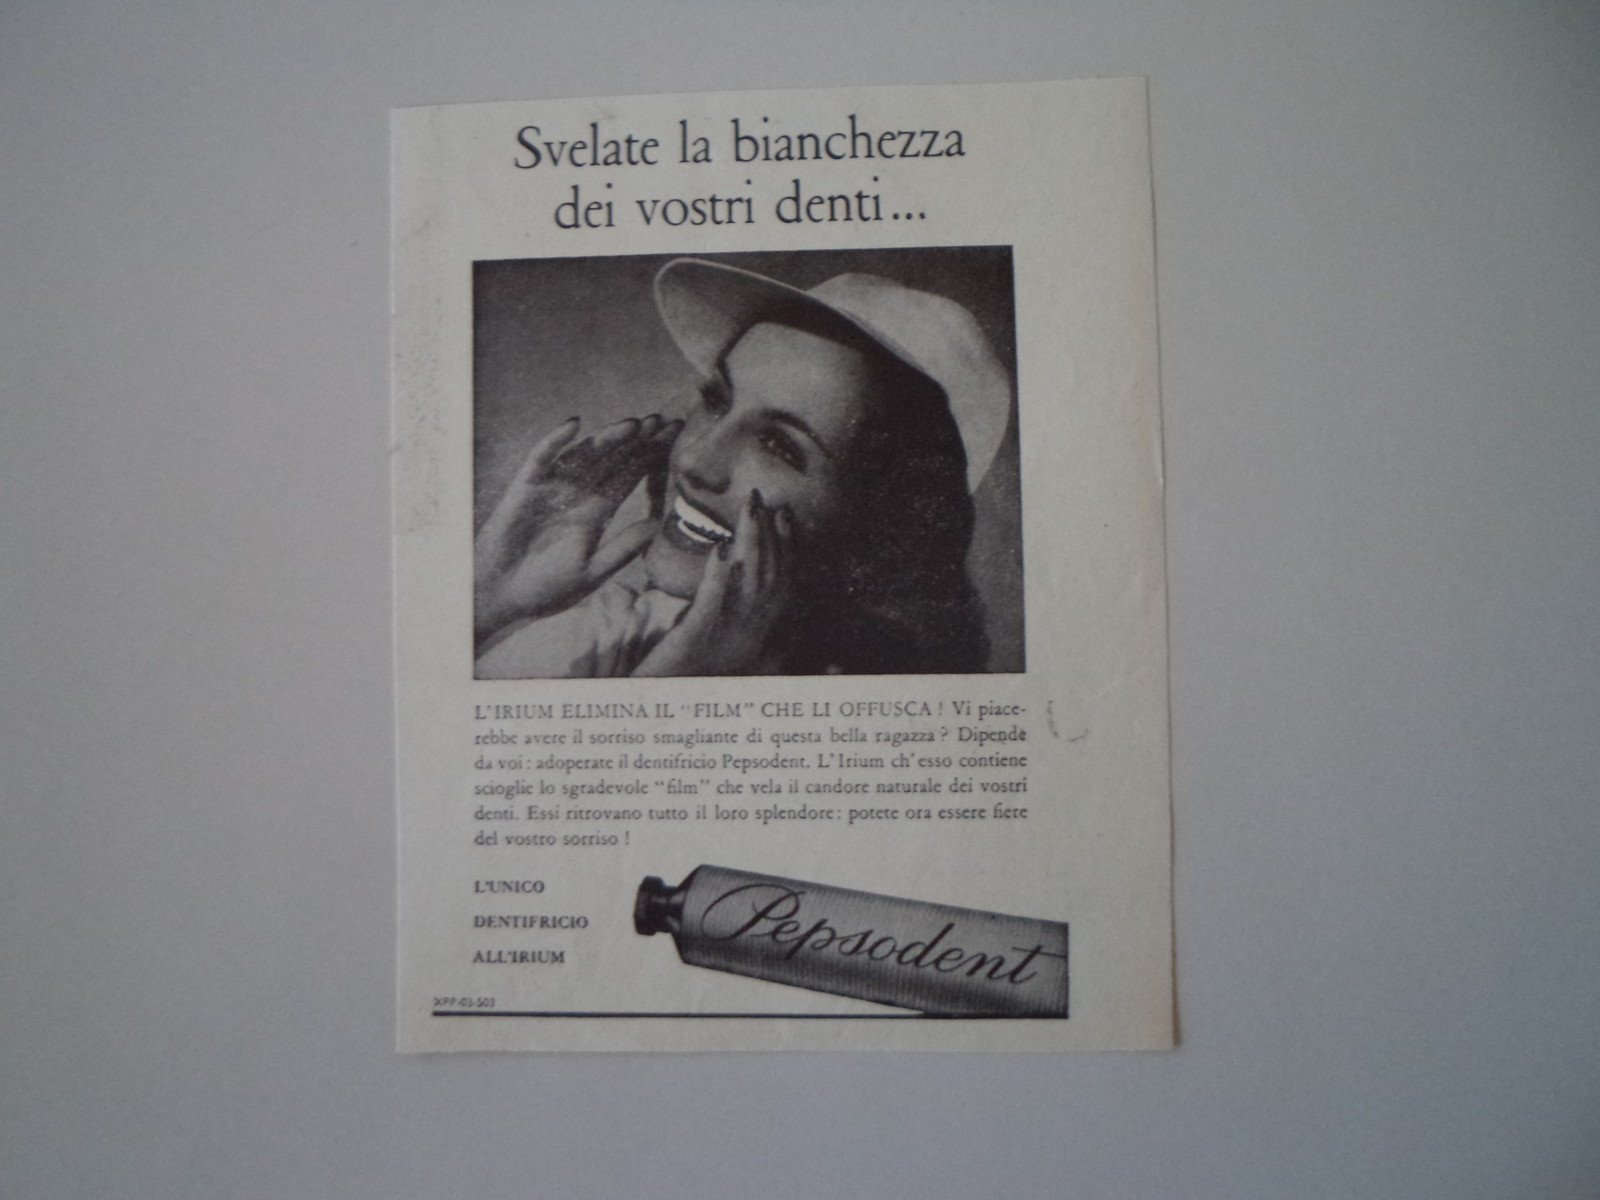 Svelate la bianchezza
dei vostri denti...
L'IRIUM ELIMINA IL "FILM" CHE LI OFFUSCA ! Vi piace-
rebbe avere il sorriso smagliante di questa bella ragazza ? Dipende
da voi : adoperate il dentifricio Pepsodent. L'Irium ch'esso contiene
scioglie lo sgradevole "film" che vela il candore naturale dei vostri
denti. Essi ritrovano tutto il loro splendore : potete ora essere fiere
del vostro sorriso !
L'UNICO
DENTIFRICIO
ALL'IRIUM
Pepsodent
XPP-03-503